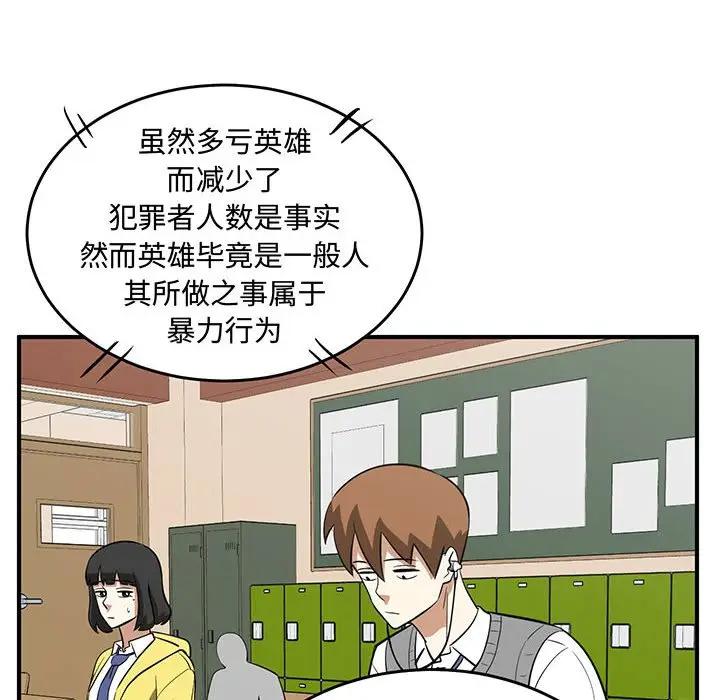 虽然多亏英雄
而减少了
犯罪者人数是事实
然而英雄毕竟是一般人
其所做之事属于
暴力行为